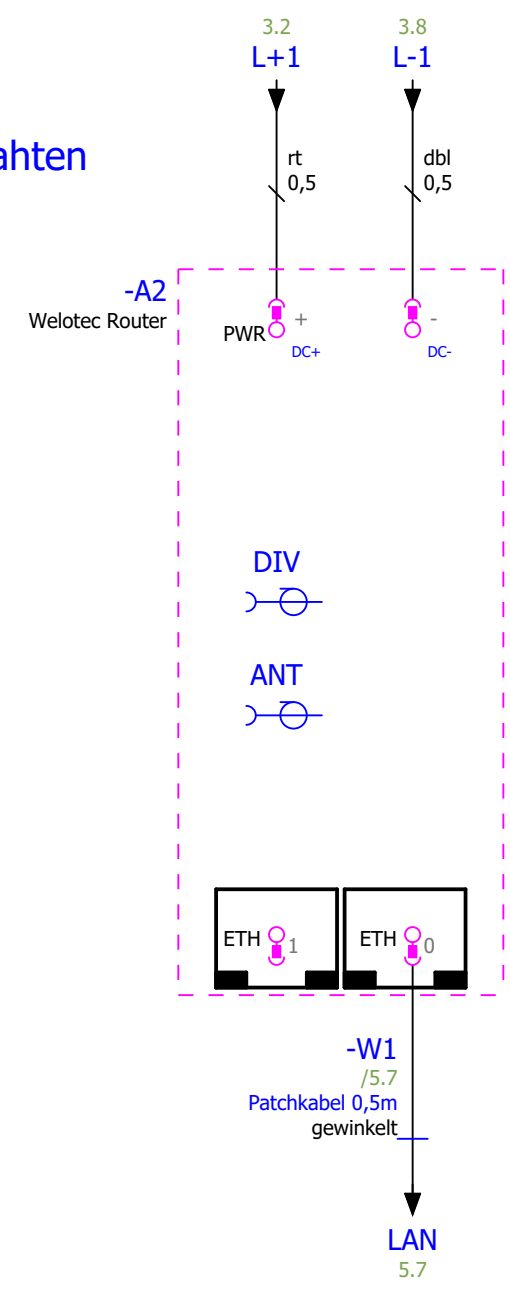 3.2 3.8
L+1 L-1
rt dbl
0,5 0,5
ahten
-A2
Welotec Router
PWR + -
DC+ DC-
DIV
ANT
ETH 1 ETH 0
-W1
/5.7
Patchkabel 0,5m
gewinkelt
LAN
5.7